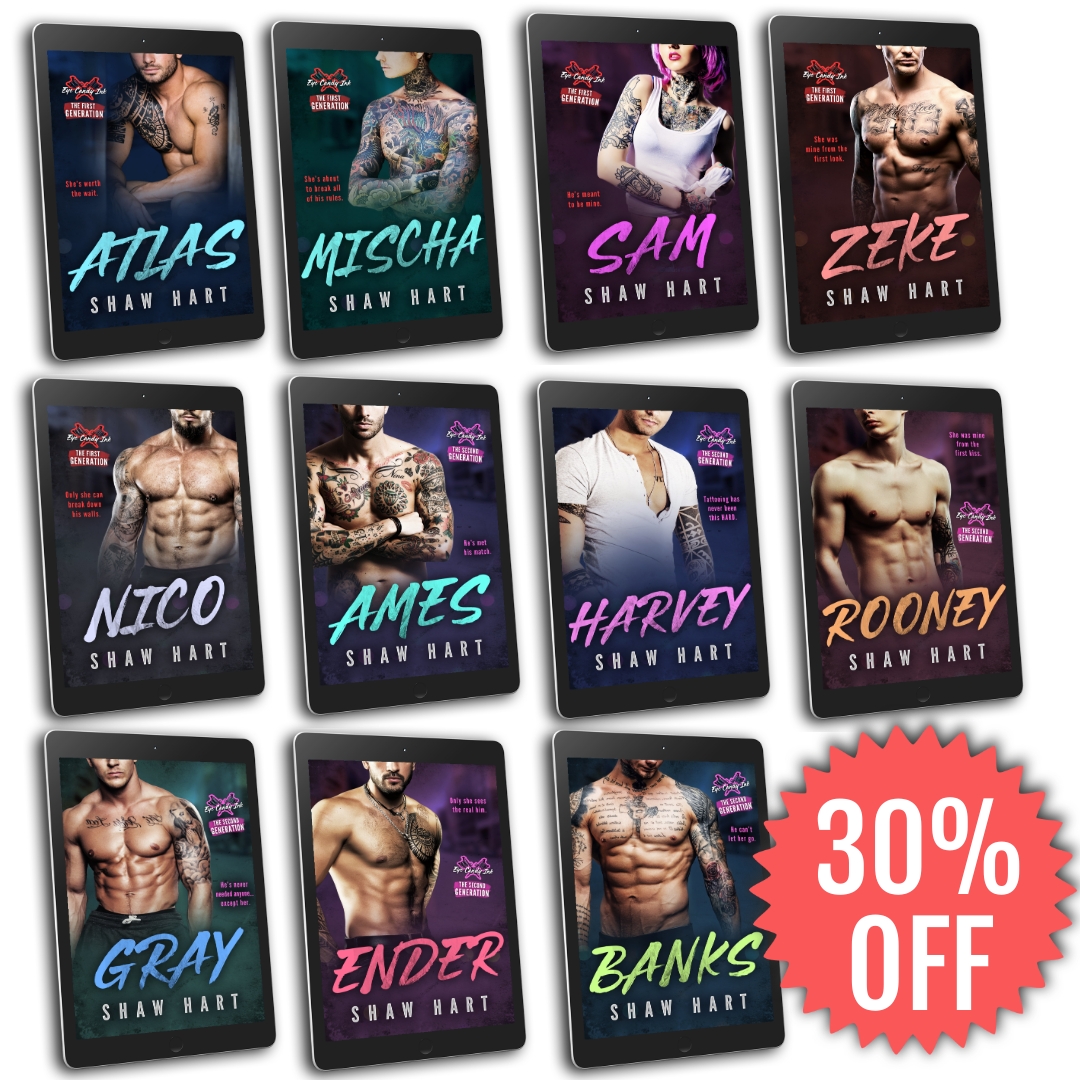 Eye Candy Ink
THE FIRST
GENERATION
She's worth
the wait.
ATLAS
SHAW HART
Eye Candy Ink
THE FIRST
GENERATION
She's about
to break all
of his rules.
MISCHA
SHAW HART
Eye Candy Ink
THE FIRST
GENERATION
He's meant
to be mine.
SAM
SHAW HART
Eye Candy Ink
THE FIRST
GENERATION
She was
mine from the
first look.
ZEKE
SHAW HART
Eye Candy Ink
THE FIRST
GENERATION
Only she can
break down
his walls.
NICO
SHAW HART
Eye Candy Ink
THE SECOND
GENERATION
He's met
his match.
AMES
SHAW HART
Eye Candy Ink
THE SECOND
GENERATION
Tattooing has
never been
this HARD.
HARVEY
SHAW HART
She was mine
from the
first kiss.
Eye Candy Ink
THE SECOND
GENERATION
ROONEY
SHAW HART
Eye Candy Ink
THE SECOND
GENERATION
He's never
needed anyone...
except her.
GRAY
SHAW HART
Only she sees
the real him.
Eye Candy Ink
THE SECOND
GENERATION
ENDER
SHAW HART
Eye Candy Ink
THE SECOND
GENERATION
He can't
let her go.
BANKS
SHAW HART
30%
OFF